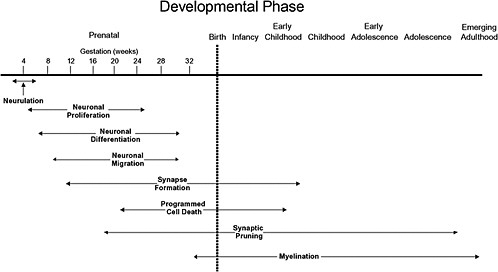 Developmental Phase
Prenatal
Gestation (weeks)
4 8 12 16 20 24 28 32
Birth Infancy Early Childhood Childhood Early Adolescence Adolescence Emerging Adulthood
Neurulation
Neuronal
Proliferation
Neuronal
Differentiation
Neuronal
Migration
Synapse
Formation
Programmed
Cell Death
Synaptic
Pruning
Myelination